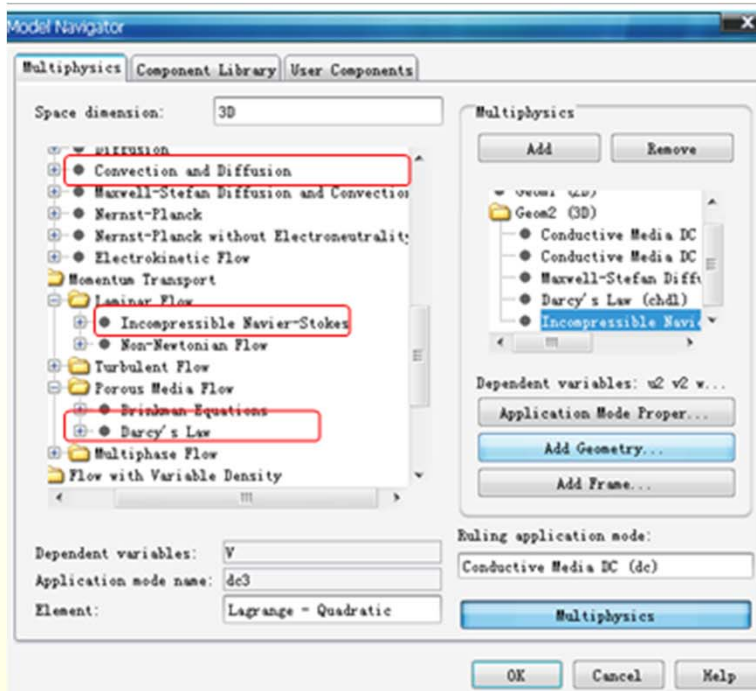 Model Navigator
Multiphysics
Component Library
User Components
Space dimension:
3D
Diffusion
Convection and Diffusion
Maxwell-Stefan Diffusion and Convection
Nernst-Planck
Nernst-Planck without Electroneutrality
Electrokinetic Flow
Momentum Transport
Laminar Flow
Incompressible Navier-Stokes
Non-Newtonian Flow
Turbulent Flow
Porous Media Flow
Brinkman Equations
Darcy's Law
Multiphase Flow
Flow with Variable Density
Dependent variables:
V
Application mode name:
dc3
Element:
Lagrange - Quadratic
Multiphysics
Add
Remove
Geom1 (2D)
Geom2 (3D)
Conductive Media DC
Conductive Media DC
Maxwell-Stefan Diffu
Darcy's Law (chdl)
Incompressible Navie
Dependent variables: u2 v2 w...
Application Mode Proper...
Add Geometry...
Add Frame...
Ruling application mode:
Conductive Media DC (dc)
Multiphysics
OK
Cancel
Help